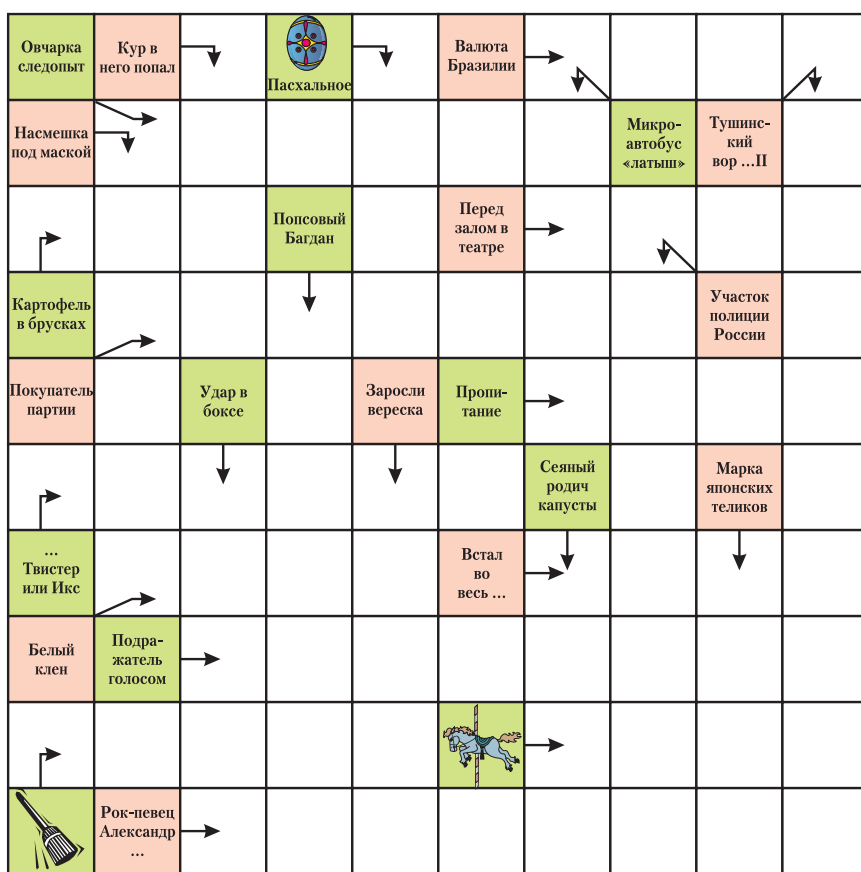 Овчарка
следопыт
Кур в
него попал
Пасхальное
Валюта
Бразилии
Насмешка
под маской
Микро-
автобус
«латыш»
Тушинс-
кий
вор ...II
Попсовый
Багдан
Перед
залом в
театре
Картофель
в брусках
Участок
полиции
России
Покупатель
партии
Удар в
боксе
Заросли
вереска
Пропи-
тание
Сеяный
родич
капусты
Марка
японских
теликов
...
Твистер
или Икс
Встал
во
весь ...
Белый
клен
Подра-
жатель
голосом
Рок-певец
Александр
...